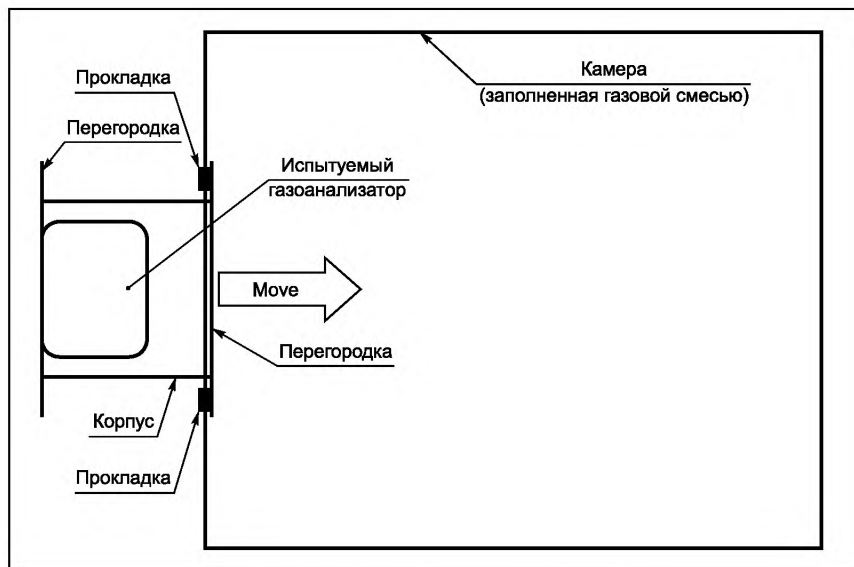 Прокладка
Перегородка
Камера
(заполненная газовой смесью)
Испытуемый
газоанализатор
Move
Перегородка
Корпус
Прокладка